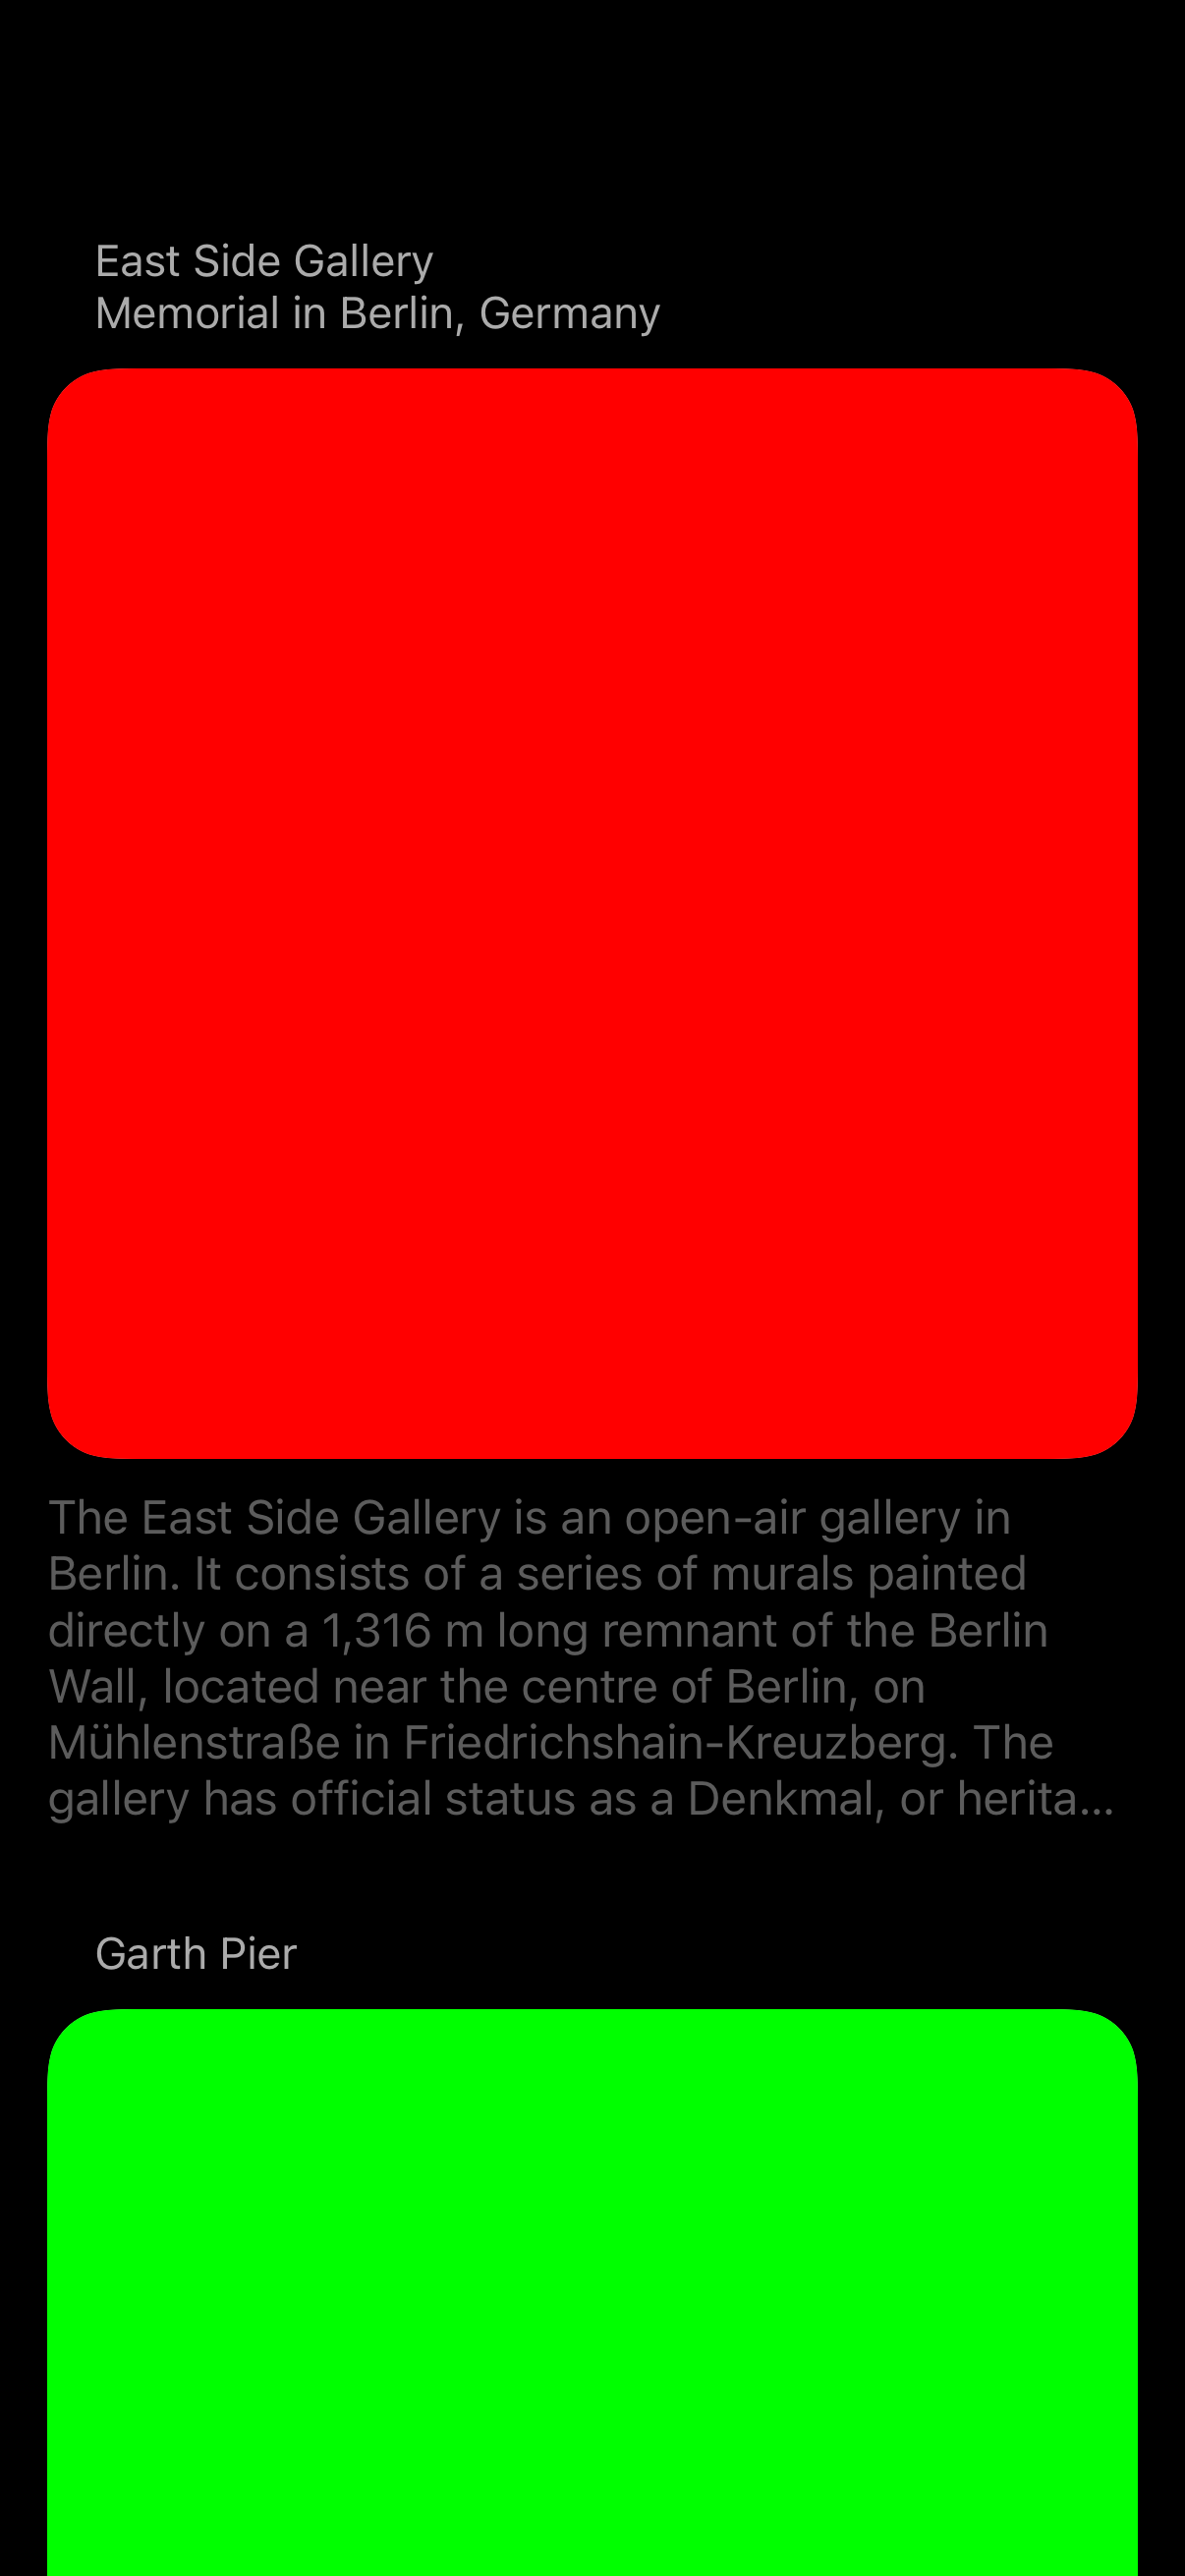 East Side Gallery
Memorial in Berlin, Germany
The East Side Gallery is an open-air gallery in
Berlin. It consists of a series of murals painted
directly on a 1,316 m long remnant of the Berlin
Wall, located near the centre of Berlin, on
Mühlenstraße in Friedrichshain-Kreuzberg. The
gallery has official status as a Denkmal, or herita...
Garth Pier